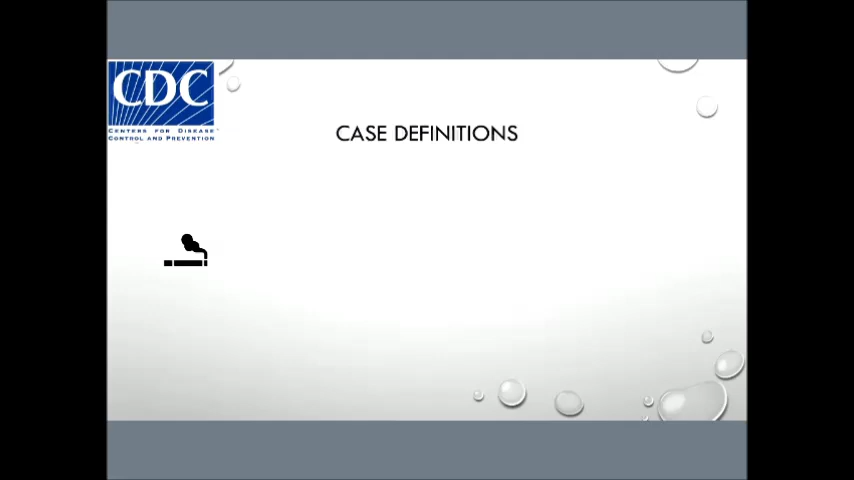 CDC
CENTERS FOR DISEASE
CONTROL AND PREVENTION
CASE DEFINITIONS